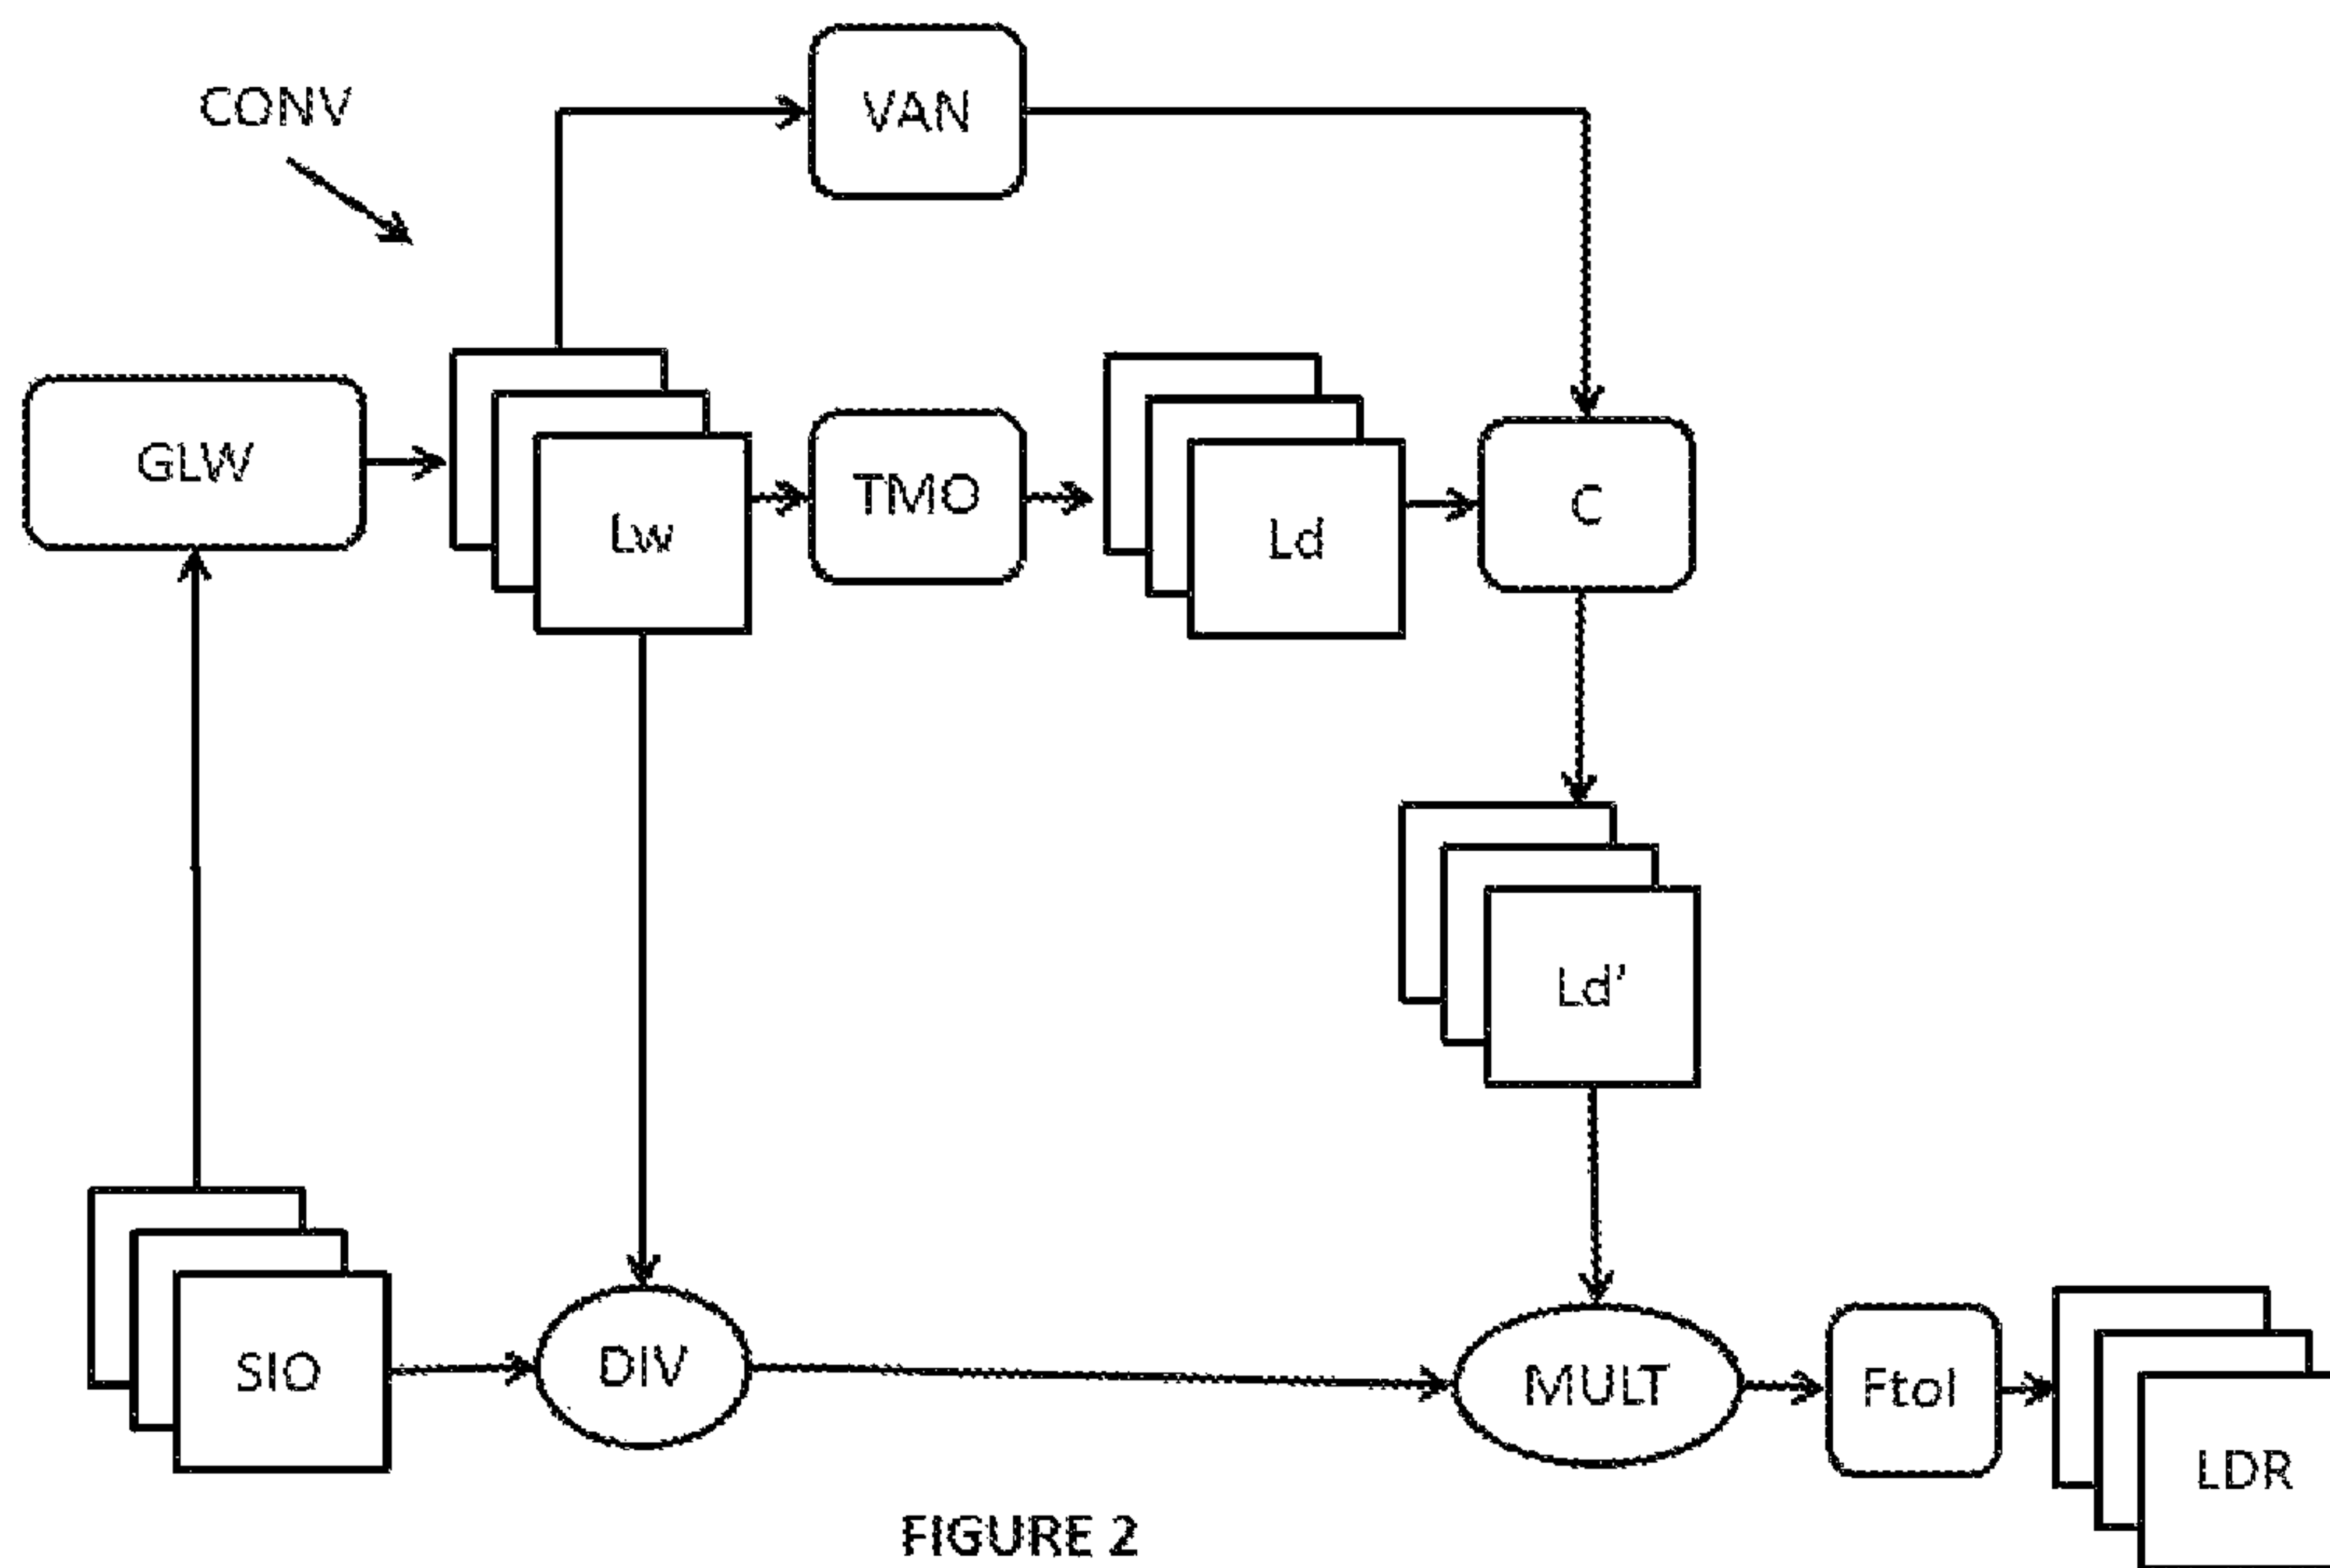 VAN
CONV
GLW
TMO
C
Lw
Ld
Ld'
SIO
DIV
MULT
FtoI
LDR
FIGURE 2